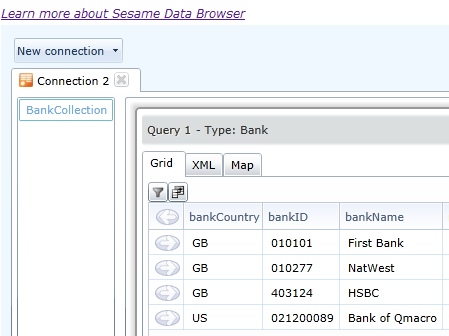 Learn more about Sesame Data Browser
New connection
Connection 2
BankCollection
Query 1 - Type: Bank
Grid XML Map
bankCountry bankID bankName
GB 010101 First Bank
GB 010277 NatWest
GB 403124 HSBC
US 021200089 Bank of Qmacro